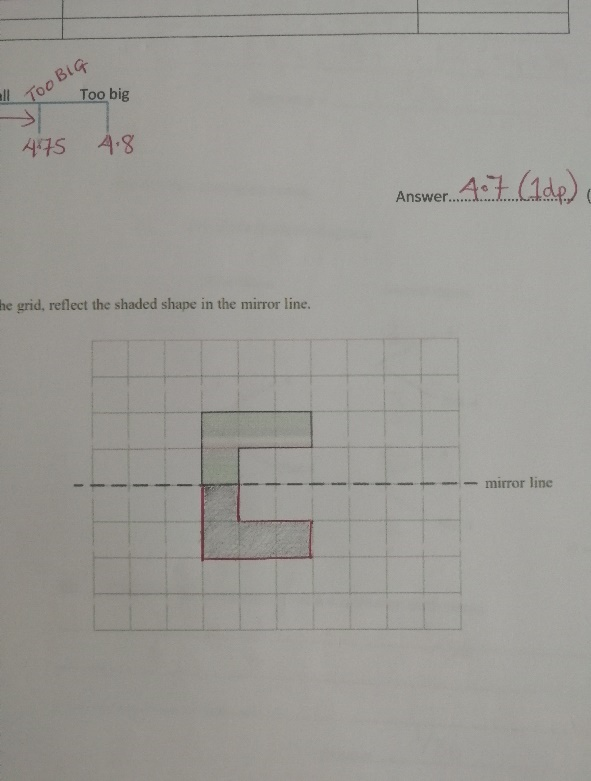 ll TOO BIG Too big
4.75 4.8
Answer..............4.7 (1dp) (
he grid, reflect the shaded shape in the mirror line.
mirror line